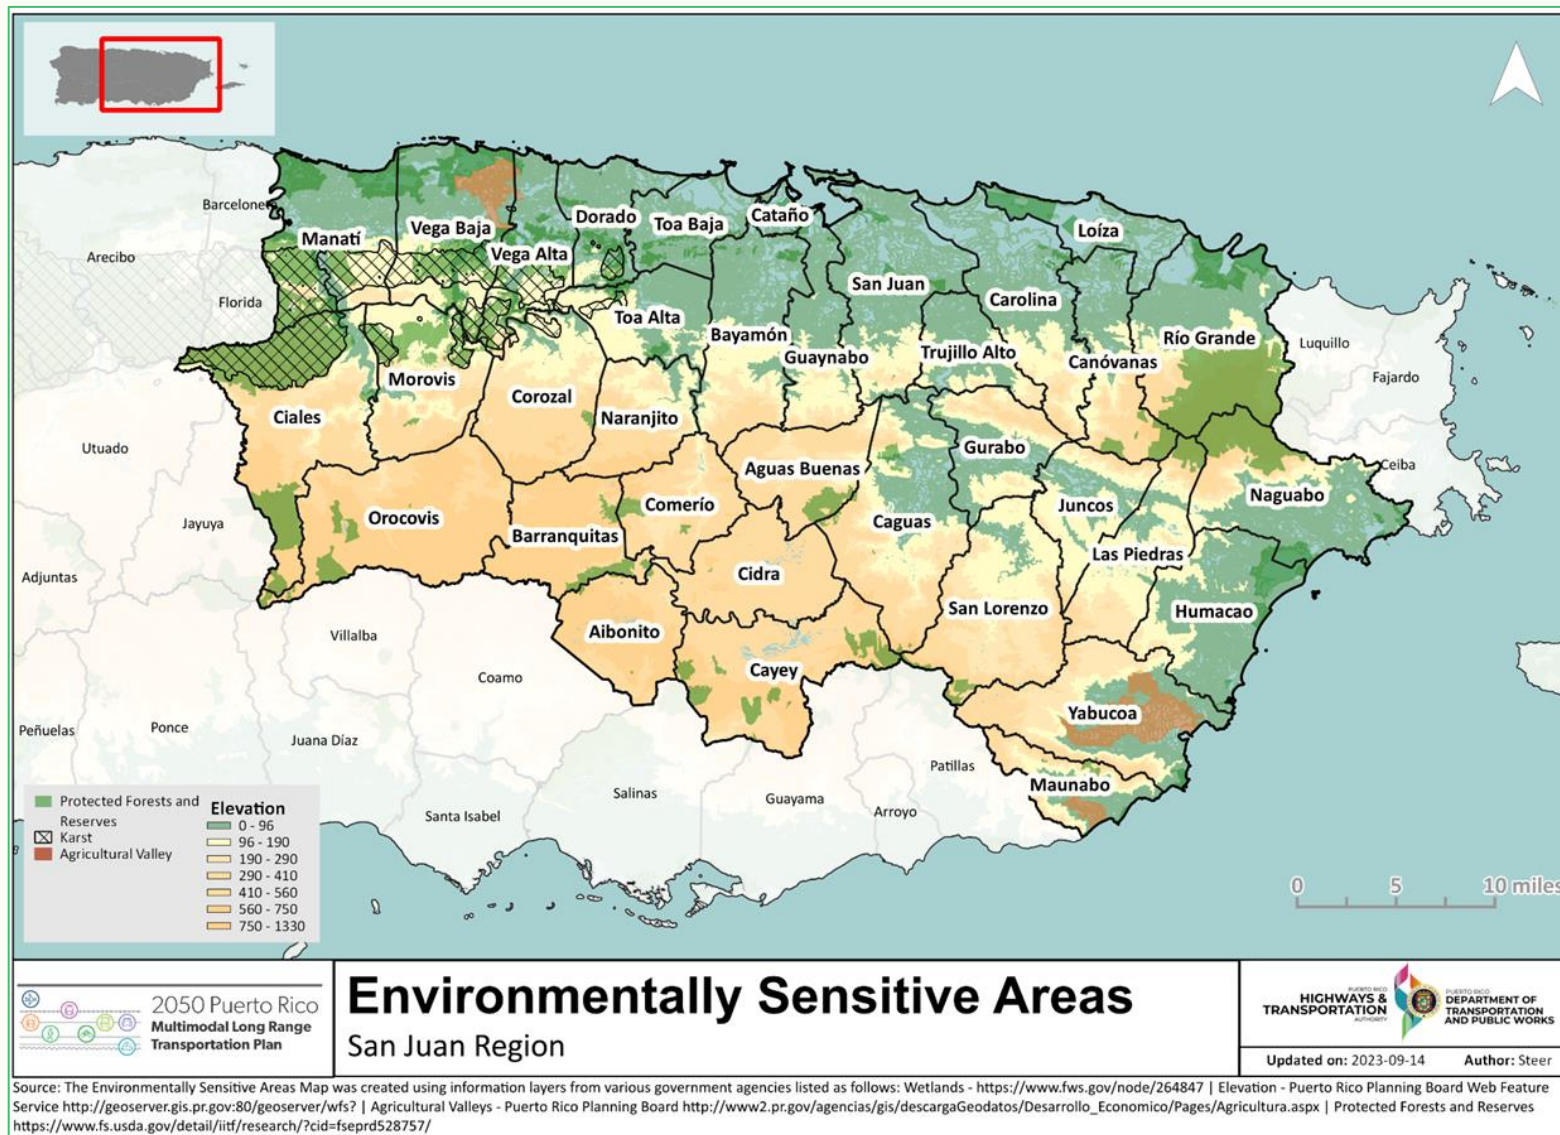 Barcelone
Arecibo
Florida
Utuado
Jayuya
Adjuntas
Peñuelas
Ponce
Villalba
Juana Díaz
Coamo
Santa Isabel
Salinas
Guayama
Arroyo
Patillas
Luquillo
Fajardo
Ceiba
Manatí
Vega Baja
Vega Alta
Dorado
Toa Baja
Cataño
Loíza
San Juan
Carolina
Toa Alta
Bayamón
Guaynabo
Trujillo Alto
Canóvanas
Río Grande
Morovis
Ciales
Corozal
Naranjito
Gurabo
Aguas Buenas
Comerío
Orocovis
Barranquitas
Caguas
Juncos
Naguabo
Las Piedras
Cidra
San Lorenzo
Humacao
Aibonito
Cayey
Yabucoa
Maunabo
Protected Forests and
Reserves
Karst
Agricultural Valley
Elevation
0 - 96
96 - 190
190 - 290
290 - 410
410 - 560
560 - 750
750 - 1330
0 5 10 miles
2050 Puerto Rico
Multimodal Long Range
Transportation Plan
Environmentally Sensitive Areas
San Juan Region
PUERTO RICO
HIGHWAYS &
TRANSPORTATION
AUTHORITY
PUERTO RICO
DEPARTMENT OF
TRANSPORTATION
AND PUBLIC WORKS
Updated on: 2023-09-14 Author: Steer
Source: The Environmentally Sensitive Areas Map was created using information layers from various government agencies listed as follows: Wetlands - https://www.fws.gov/node/264847 | Elevation - Puerto Rico Planning Board Web Feature
Service http://geoserver.gis.pr.gov:80/geoserver/wfs? | Agricultural Valleys - Puerto Rico Planning Board http://www2.pr.gov/agencias/gis/descargaGeodatos/Desarrollo_Economico/Pages/Agricultura.aspx | Protected Forests and Reserves
https://www.fs.usda.gov/detail/iitf/research/?cid=fseprd528757/